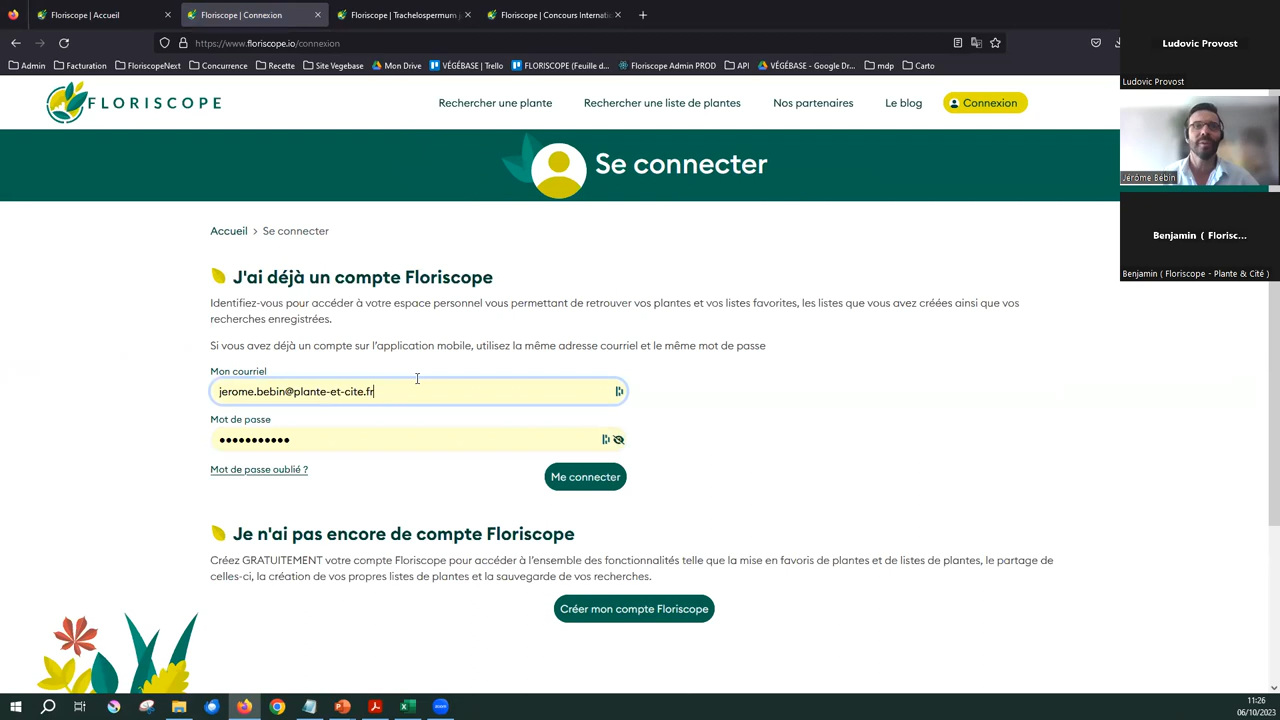 Floriscope | Accueil
Floriscope | Connexion
Floriscope | Trachelospermum j
Floriscope | Concours Internati
https://www.floriscope.io/connexion
Admin
Facturation
FloriscopeNext
Concurrence
Recette
Site Vegebase
Mon Drive
VÉGÉBASE | Trello
FLORISCOPE (Feuille d...
Floriscope Admin PROD
API
VÉGÉBASE - Google Dr...
mdp
Carto
FLORISCOPE
Rechercher une plante
Rechercher une liste de plantes
Nos partenaires
Le blog
Connexion
Se connecter
Accueil > Se connecter
J'ai déjà un compte Floriscope
Identifiez-vous pour accéder à votre espace personnel vous permettant de retrouver vos plantes et vos listes favorites, les listes que vous avez créées ainsi que vos
recherches enregistrées.
Si vous avez déjà un compte sur l'application mobile, utilisez la même adresse courriel et le même mot de passe
Mon courriel
jerome.bebin@plante-et-cite.fr
Mot de passe
•••••••••••
Mot de passe oublié ?
Me connecter
Je n'ai pas encore de compte Floriscope
Créez GRATUITEMENT votre compte Floriscope pour accéder à l'ensemble des fonctionnalités telle que la mise en favoris de plantes et de listes de plantes, le partage de
celles-ci, la création de vos propres listes de plantes et la sauvegarde de vos recherches.
Créer mon compte Floriscope
Ludovic Provost
Ludovic Provost
Jerôme Bebin
Benjamin ( Florisc...
Benjamin ( Floriscope - Plante & Cité )
zoom
11:26
06/10/2023